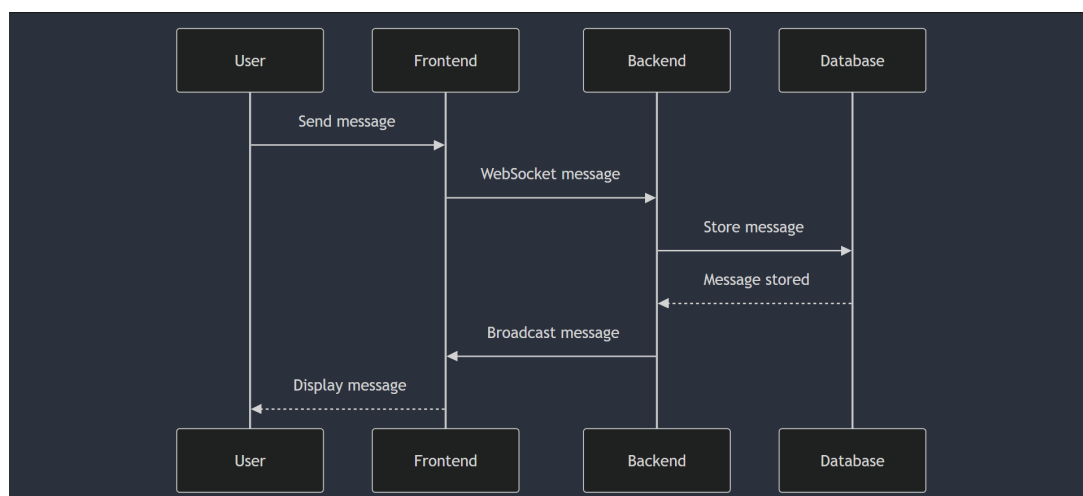 User Frontend Backend Database
Send message
WebSocket message
Store message
Message stored
Broadcast message
Display message
User Frontend Backend Database